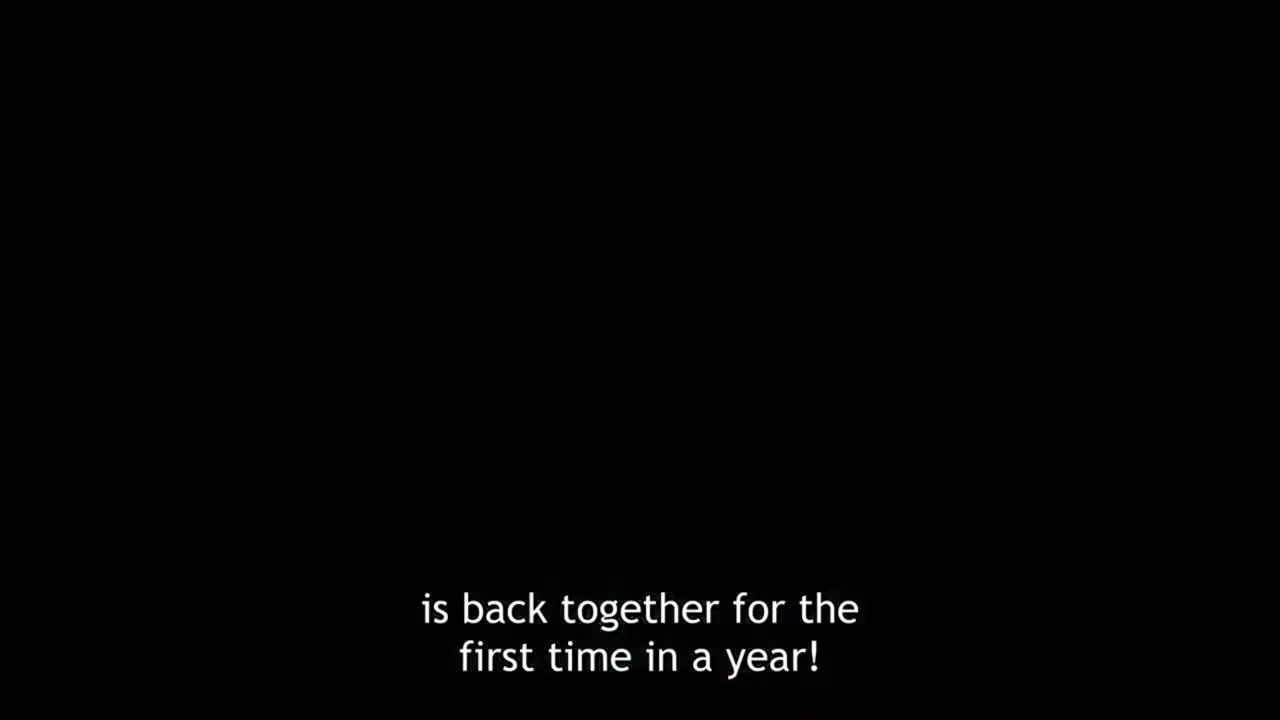 is back together for the
first time in a year!